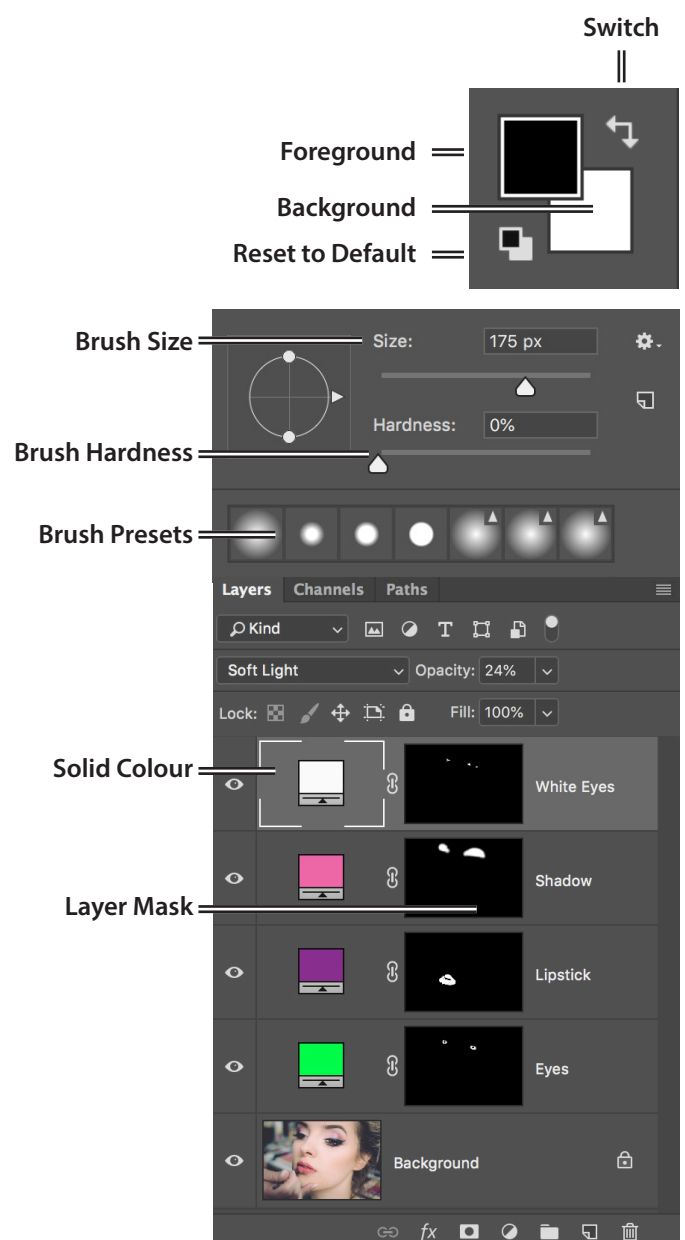 Switch
Foreground
Background
Reset to Default
Brush Size
Size: 175 px
Brush Hardness
Hardness: 0%
Brush Presets
Layers Channels Paths
Kind T
Soft Light Opacity: 24%
Lock: Fill: 100%
Solid Colour
White Eyes
Shadow
Layer Mask
Lipstick
Eyes
Background
fx